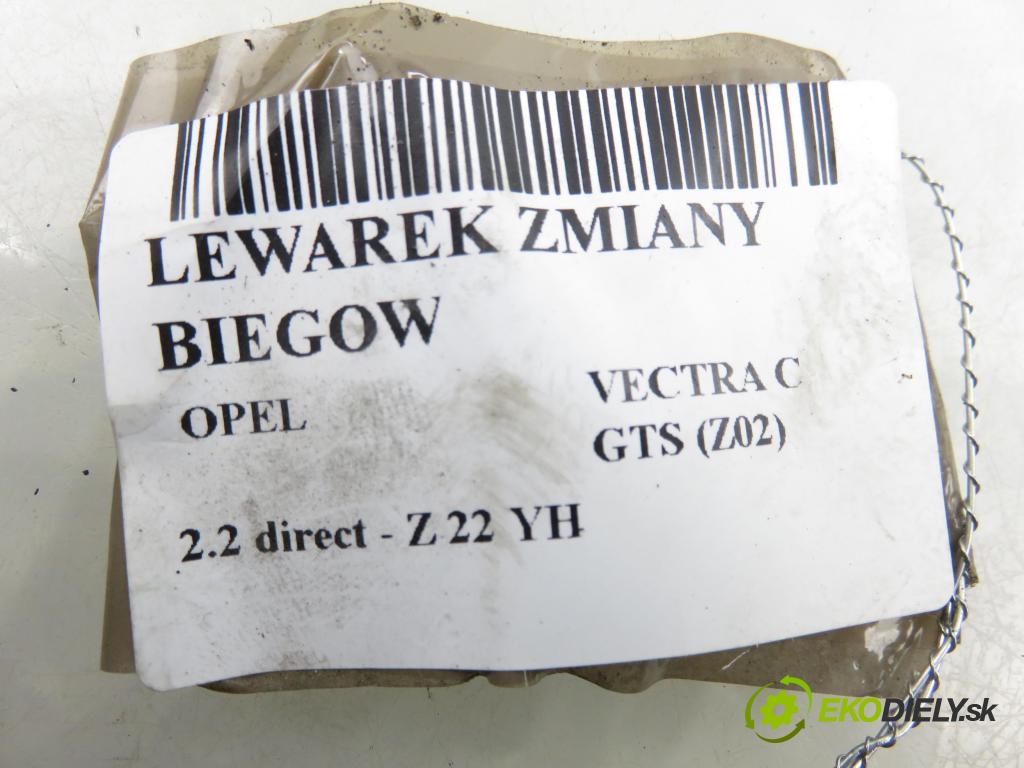 LEWAREK ZMIANY
BIEGOW
OPEL
VECTRA C
GTS (Z02)
2.2 direct - Z 22 YH
EKODIELY.sk